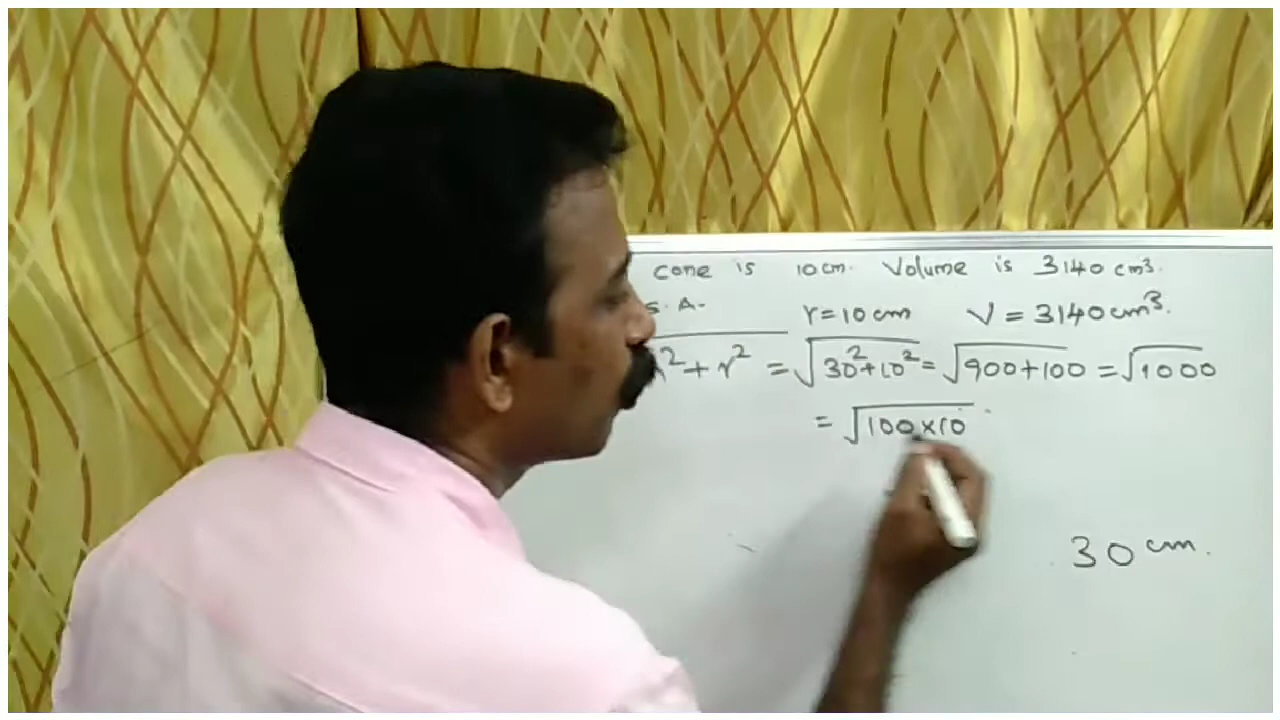 cone is 10cm. Volume is 3140 cm³.
S.A. r=10cm V = 3140cm³.
h²+r² = √30²+10² = √900+100 = √1000
= √100×10
30 cm.